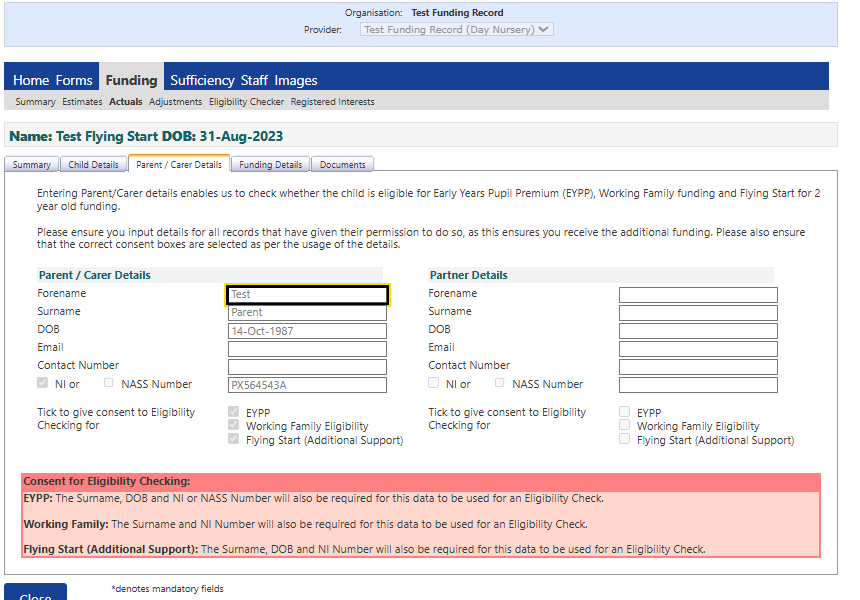 Organisation: Test Funding Record
Provider: Test Funding Record (Day Nursery)
Home Forms Funding Sufficiency Staff Images
Summary Estimates Actuals Adjustments Eligibility Checker Registered Interests
Name: Test Flying Start DOB: 31-Aug-2023
Summary Child Details Parent / Carer Details Funding Details Documents
Entering Parent/Carer details enables us to check whether the child is eligible for Early Years Pupil Premium (EYPP), Working Family funding and Flying Start for 2
year old funding.
Please ensure you input details for all records that have given their permission to do so, as this ensures you receive the additional funding. Please also ensure
that the correct consent boxes are selected as per the usage of the details.
Parent / Carer Details
Forename Test
Surname Parent
DOB 14-Oct-1987
Email
Contact Number
NI or NASS Number PX564543A
Tick to give consent to Eligibility
Checking for
EYPP
Working Family Eligibility
Flying Start (Additional Support)
Partner Details
Forename
Surname
DOB
Email
Contact Number
NI or NASS Number
Tick to give consent to Eligibility
Checking for
EYPP
Working Family Eligibility
Flying Start (Additional Support)
Consent for Eligibility Checking:
EYPP: The Surname, DOB and NI or NASS Number will also be required for this data to be used for an Eligibility Check.
Working Family: The Surname and NI Number will also be required for this data to be used for an Eligibility Check.
Flying Start (Additional Support): The Surname, DOB and NI Number will also be required for this data to be used for an Eligibility Check.
Close
*denotes mandatory fields